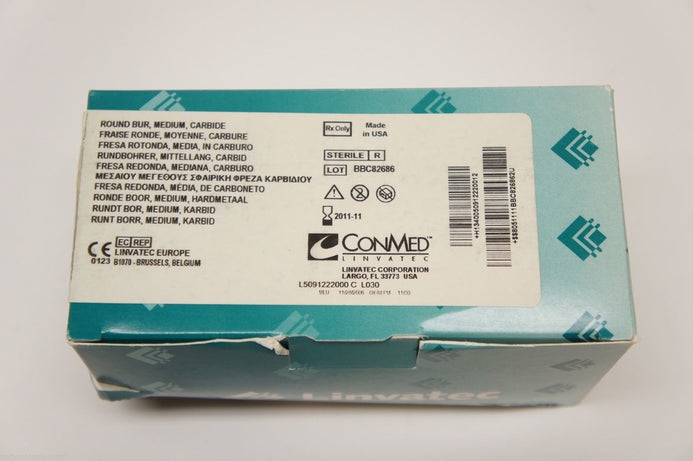 ROUND BUR, MEDIUM, CARBIDE
FRAISE RONDE, MOYENNE, CARBURE
FRESA ROTONDA, MEDIA, IN CARBURO
RUNDBOHRER, MITTELLANG, CARBID
FRESA REDONDA, MEDIANA, CARBURO
ΜΕΣΑΙΟΥ ΜΕΓΕΘΟΥΣ ΣΦΑΙΡΙΚΗ ΦΡΕΖΑ ΚΑΡΒΙΔΙΟΥ
FRESA REDONDA, MÉDIA, DE CARBONETO
RONDE BOOR, MEDIUM, HARDMETAAL
RUNDT BOR, MEDIUM, KARBID
RUNT BORR, MEDIUM, KARBID
CE 0123
EC REP
LINVATEC EUROPE
B1070 - BRUSSELS, BELGIUM
Rx Only
Made in USA
STERILE R
LOT BBC82686
2011-11
CONMED™
LINVATEC
LINVATEC CORPORATION
LARGO, FL 33773 USA
L5091222000 C L030
+H13400509122200012
Linvatec